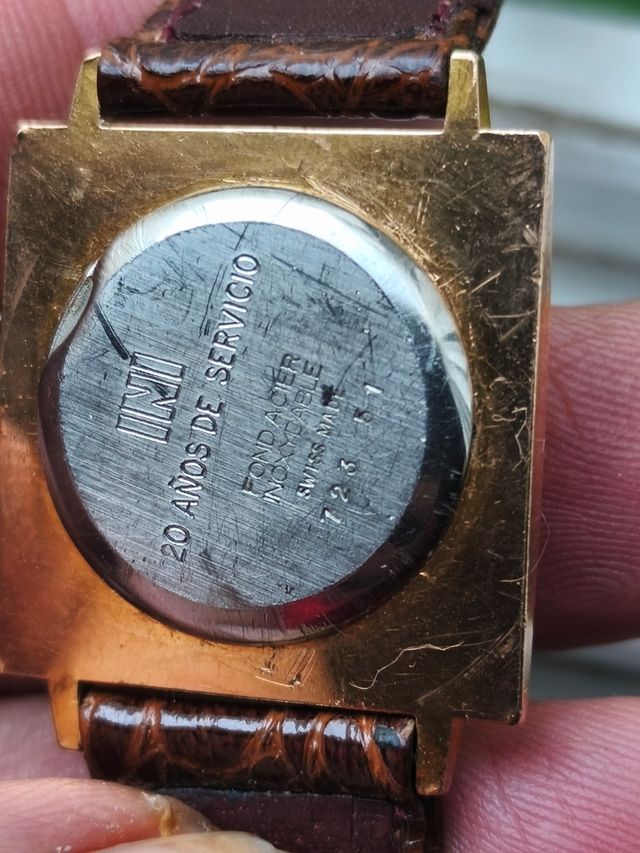 INI
20 AÑOS DE SERVICIO
FOND ACIER
INOXYDABLE
SWISS MADE
723 51